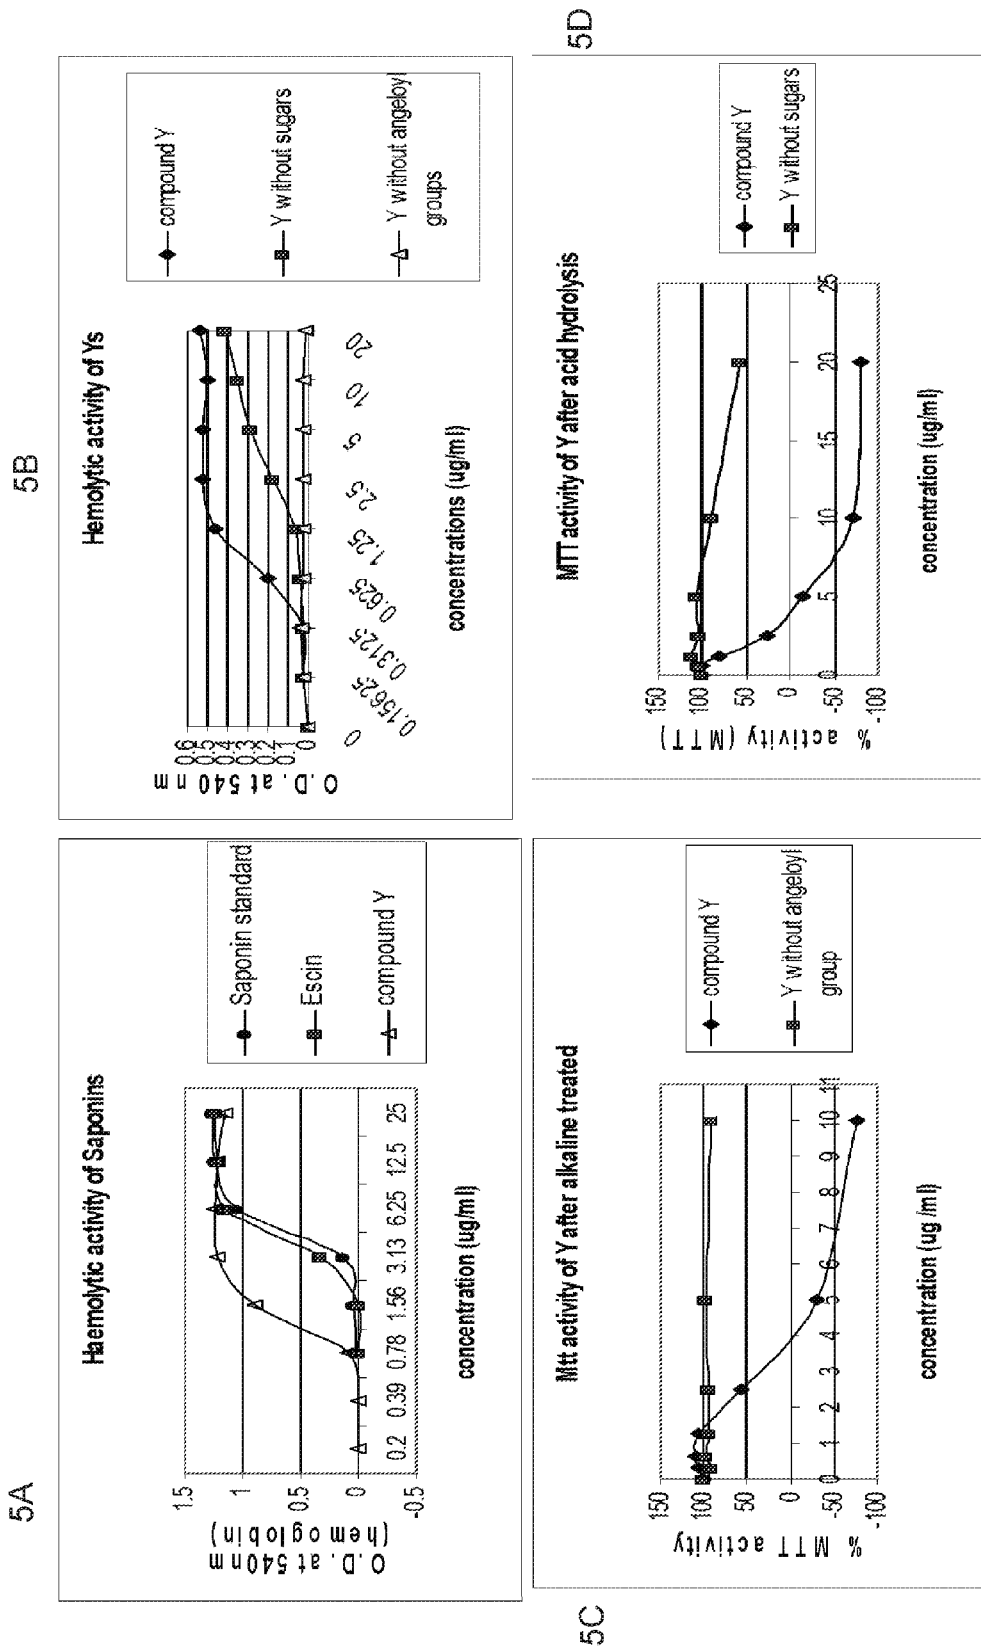 5A
Haemolytic activity of Saponins
O.D. at 540nm
(hemoglobin)
1.5
1
0.5
0
-0.5
0.2
0.39
0.78
1.56
3.13
6.25
12.5
25
concentration (ug/ml)
Saponin standard
Escin
compound Y
5B
Hemolytic activity of Ys
O.D. at 540 nm
0.6
0.5
0.4
0.3
0.2
0.1
0
0
0.15625
0.3125
0.625
1.25
2.5
5
10
20
concentrations (ug/ml)
compound Y
Y without sugars
Y without angeloyl
groups
5C
Mtt activity of Y after alkaline treated
% MTT activity
150
100
50
0
-50
-100
0
1
2
3
4
5
6
7
8
9
10
11
concentration (ug/ml)
compound Y
Y without angeloyl
group
5D
MTT activity of Y after acid hydrolysis
% activity (MTT)
150
100
50
0
-50
-100
0
5
10
15
20
25
concentration (ug/ml)
compound Y
Y without sugars